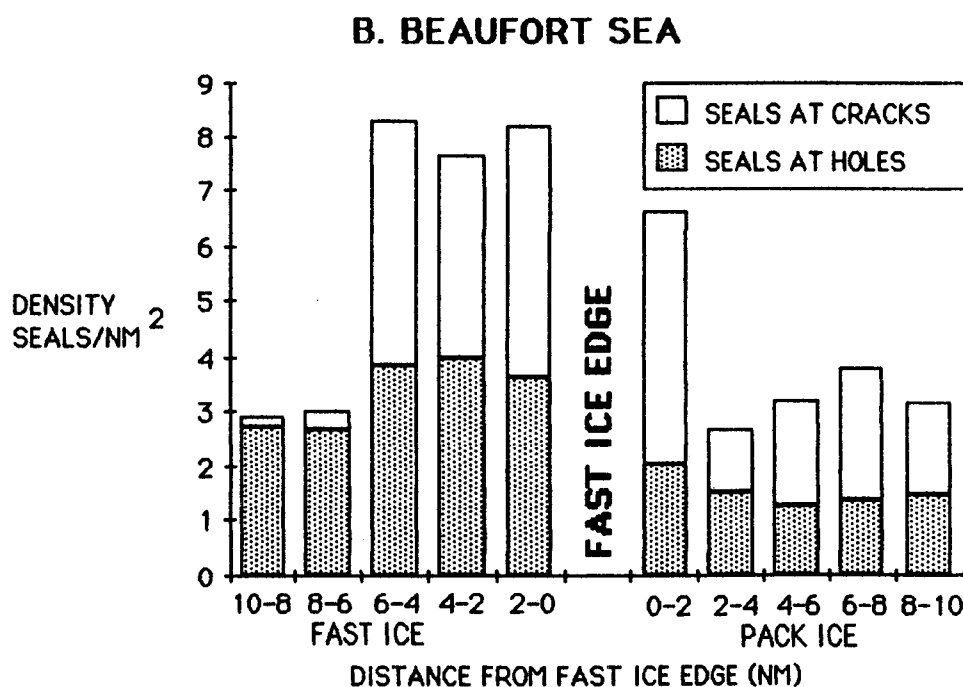 B. BEAUFORT SEA
SEALS AT CRACKS
SEALS AT HOLES
DENSITY
SEALS/NM 2
9
8
7
6
5
4
3
2
1
0
FAST ICE EDGE
10-8 8-6 6-4 4-2 2-0 0-2 2-4 4-6 6-8 8-10
FAST ICE PACK ICE
DISTANCE FROM FAST ICE EDGE (NM)